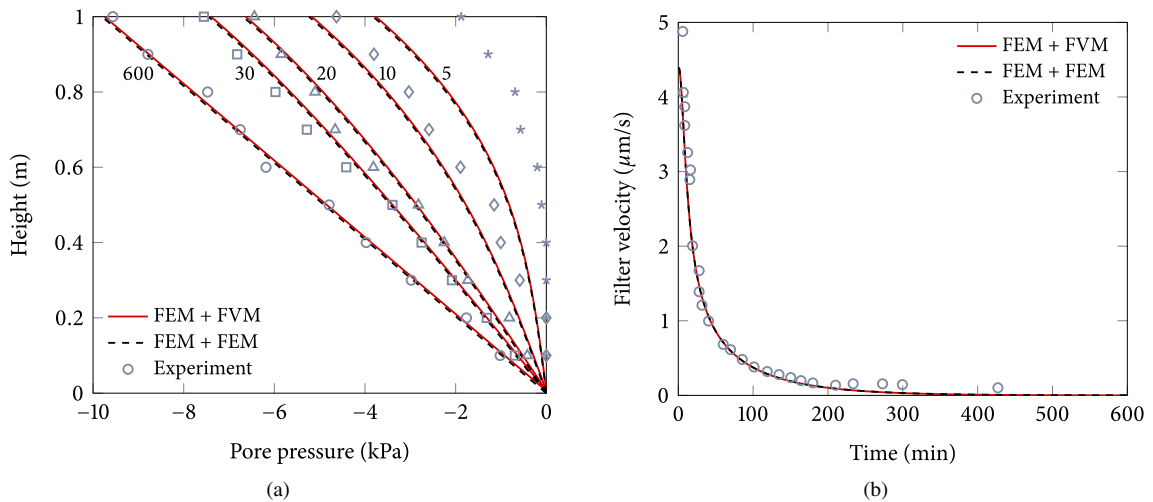 1
0.8
0.6
0.4
0.2
0
Height (m)
600
30
20
10
5
FEM + FVM
FEM + FEM
Experiment
−10
−8
−6
−4
−2
0
Pore pressure (kPa)
(a)
5
4
3
2
1
0
Filter velocity (μm/s)
FEM + FVM
FEM + FEM
Experiment
0
100
200
300
400
500
600
Time (min)
(b)